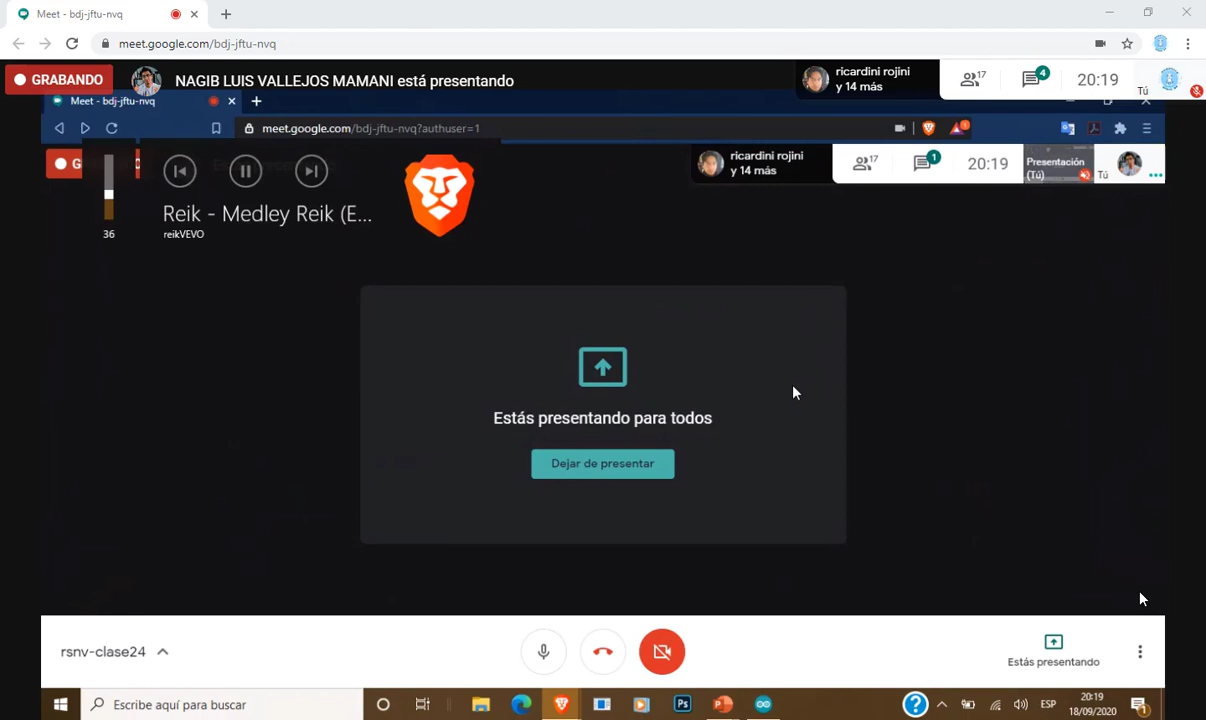 Meet - bdj-jftu-nvq
meet.google.com/bdj-jftu-nvq
GRABANDO
NAGIB LUIS VALLEJOS MAMANI está presentando
ricardini rojini
y 14 más
17
4
20:19
Tú
Meet - bdj-jftu-nvq
meet.google.com/bdj-jftu-nvq?authuser=1
1
G
ricardini rojini
y 14 más
17
1
20:19
Presentación
(Tú)
Tú
Reik - Medley Reik (E...
reikVEVO
36
Estás presentando para todos
Dejar de presentar
rsnv-clase24
Estás presentando
Escribe aquí para buscar
Ps
ESP
20:19
18/09/2020
1